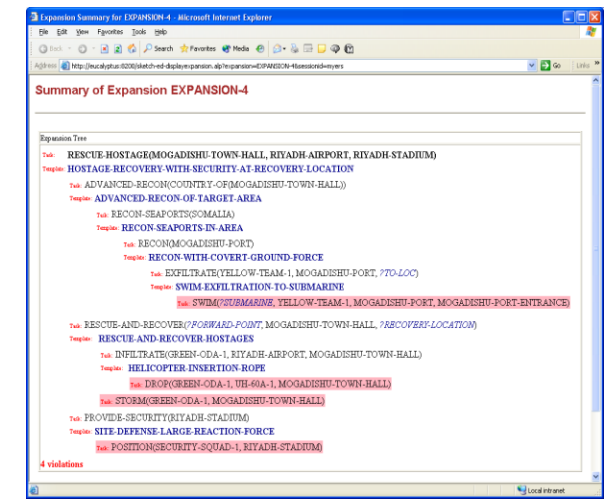 Expansion Summary for EXPANSION-4 - Microsoft Internet Explorer
File Edit View Favorites Tools Help
Back Search Favorites Media
Address http://eucalyptus:8200/sketch-ed-displayexpansion.alp?expansion=EXPANSION-4&sessionid=myers Go Links »
Summary of Expansion EXPANSION-4
Expansion Tree
Task: RESCUE-HOSTAGE(MOGADISHU-TOWN-HALL, RIYADH-AIRPORT, RIYADH-STADIUM)
Template: HOSTAGE-RECOVERY-WITH-SECURITY-AT-RECOVERY-LOCATION
Task: ADVANCED-RECON(COUNTRY-OF(MOGADISHU-TOWN-HALL))
Template: ADVANCED-RECON-OF-TARGET-AREA
Task: RECON-SEAPORTS(SOMALIA)
Template: RECON-SEAPORTS-IN-AREA
Task: RECON(MOGADISHU-PORT)
Template: RECON-WITH-COVERT-GROUND-FORCE
Task: EXFILTRATE(YELLOW-TEAM-1, MOGADISHU-PORT, ?TO-LOC)
Template: SWIM-EXFILTRATION-TO-SUBMARINE
Task: SWIM(?SUBMARINE, YELLOW-TEAM-1, MOGADISHU-PORT, MOGADISHU-PORT-ENTRANCE)
Task: RESCUE-AND-RECOVER(?FORWARD-POINT, MOGADISHU-TOWN-HALL, ?RECOVERY-LOCATION)
Template: RESCUE-AND-RECOVER-HOSTAGES
Task: INFILTRATE(GREEN-ODA-1, RIYADH-AIRPORT, MOGADISHU-TOWN-HALL)
Template: HELICOPTER-INSERTION-ROPE
Task: DROP(GREEN-ODA-1, UH-60A-1, MOGADISHU-TOWN-HALL)
Task: STORM(GREEN-ODA-1, MOGADISHU-TOWN-HALL)
Task: PROVIDE-SECURITY(RIYADH-STADIUM)
Template: SITE-DEFENSE-LARGE-REACTION-FORCE
Task: POSITION(SECURITY-SQUAD-1, RIYADH-STADIUM)
4 violations
Local intranet